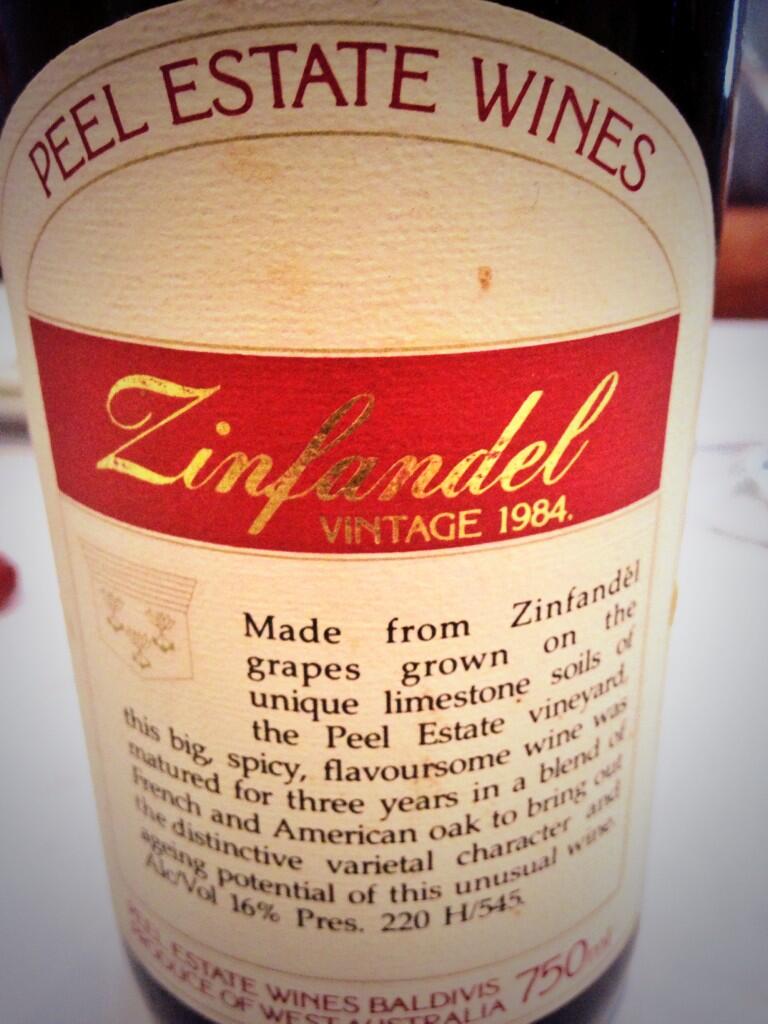 PEEL ESTATE WINES
Zinfandel
VINTAGE 1984.
Made from Zinfandel
grapes grown on the
unique limestone soils of
the Peel Estate vineyard,
this big, spicy, flavoursome wine was
matured for three years in a blend of
French and American oak to bring out
the distinctive varietal character and
ageing potential of this unusual wine.
Alc/Vol 16% Pres. 220 H/545.
PEEL ESTATE WINES BALDIVIS 750ml
PRODUCE OF WEST AUSTRALIA